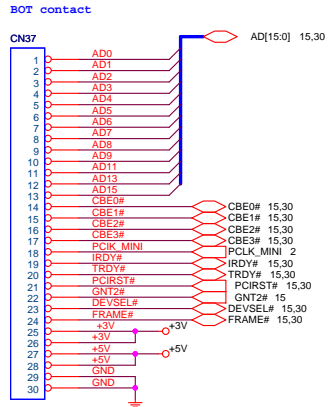 BOT contact
CN37
AD[15:0] 15,30
1 AD0
2 AD1
3 AD2
4 AD3
5 AD4
6 AD5
7 AD6
8 AD7
9 AD8
10 AD9
11 AD11
12 AD13
13 AD15
14 CBE0# CBE0# 15,30
15 CBE1# CBE1# 15,30
16 CBE2# CBE2# 15,30
17 CBE3# CBE3# 15,30
18 PCIK_MINI PCLK_MINI 2
19 IRDY# IRDY# 15,30
20 TRDY# TRDY# 15,30
21 PCIRST# PCIRST# 15,30
22 GNT2# GNT2# 15
23 DEVSEL# DEVSEL# 15,30
24 FRAME# FRAME# 15,30
25 +3V +3V
26 +3V
27 +5V +5V
28 +5V
29 GND
30 GND